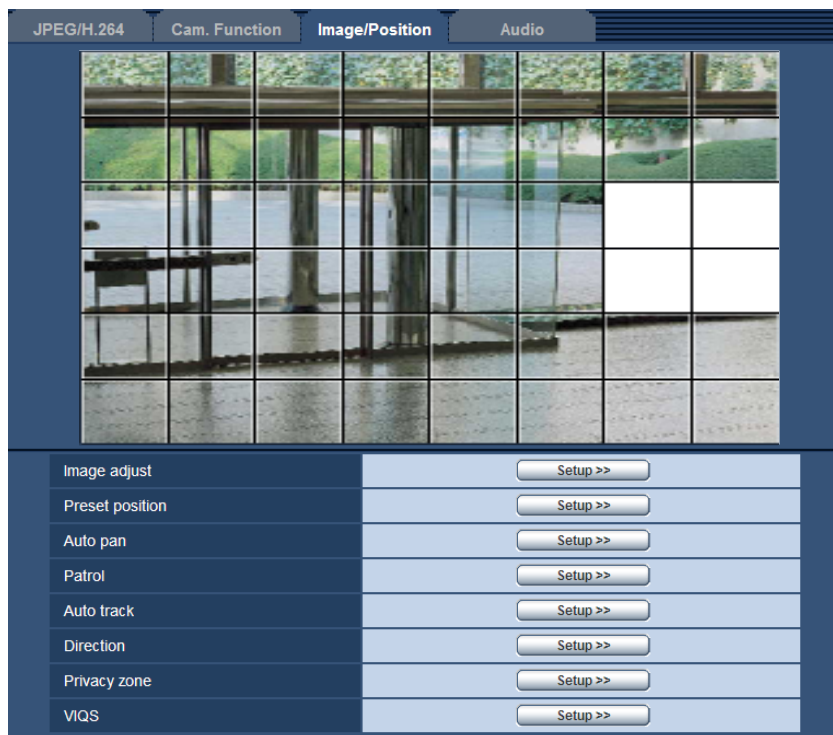 JPEG/H.264 Cam. Function Image/Position Audio
Image adjust Setup >>
Preset position Setup >>
Auto pan Setup >>
Patrol Setup >>
Auto track Setup >>
Direction Setup >>
Privacy zone Setup >>
VIQS Setup >>